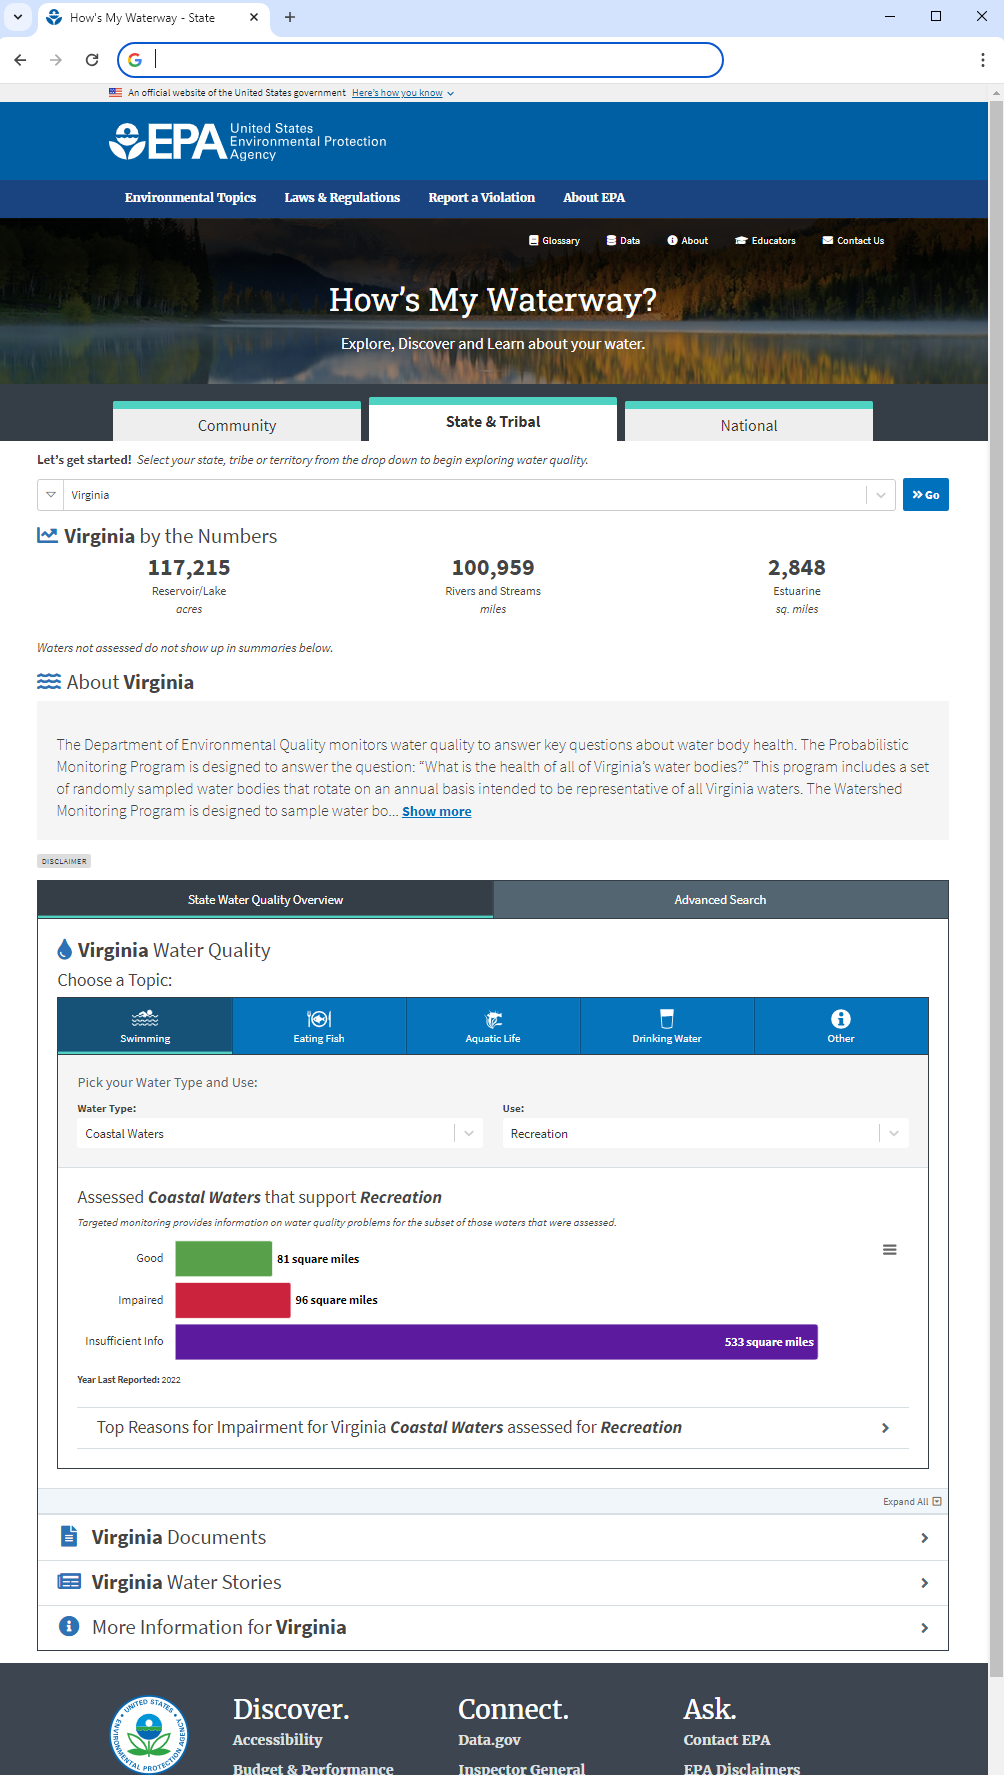 How's My Waterway - State
An official website of the United States government Here's how you know
EPA United States
Environmental Protection
Agency
Environmental Topics Laws & Regulations Report a Violation About EPA
Glossary Data About Educators Contact Us
How's My Waterway?
Explore, Discover and Learn about your water.
Community State & Tribal National
Let's get started! Select your state, tribe or territory from the drop down to begin exploring water quality.
Virginia Go
Virginia by the Numbers
117,215 100,959 2,848
Reservoir/Lake Rivers and Streams Estuarine
acres miles sq. miles
Waters not assessed do not show up in summaries below.
About Virginia
The Department of Environmental Quality monitors water quality to answer key questions about water body health. The Probabilistic
Monitoring Program is designed to answer the question: “What is the health of all of Virginia’s water bodies?” This program includes a set
of randomly sampled water bodies that rotate on an annual basis intended to be representative of all Virginia waters. The Watershed
Monitoring Program is designed to sample water bo... Show more
DISCLAIMER
State Water Quality Overview Advanced Search
Virginia Water Quality
Choose a Topic:
Swimming Eating Fish Aquatic Life Drinking Water Other
Pick your Water Type and Use:
Water Type: Use:
Coastal Waters Recreation
Assessed Coastal Waters that support Recreation
Targeted monitoring provides information on water quality problems for the subset of those waters that were assessed.
Good 81 square miles
Impaired 96 square miles
Insufficient Info 533 square miles
Year Last Reported: 2022
Top Reasons for Impairment for Virginia Coastal Waters assessed for Recreation
Expand All
Virginia Documents
Virginia Water Stories
More Information for Virginia
UNITED STATES ENVIRONMENTAL PROTECTION AGENCY
Discover. Connect. Ask.
Accessibility Data.gov Contact EPA
Budget & Performance Inspector General EPA Disclaimers